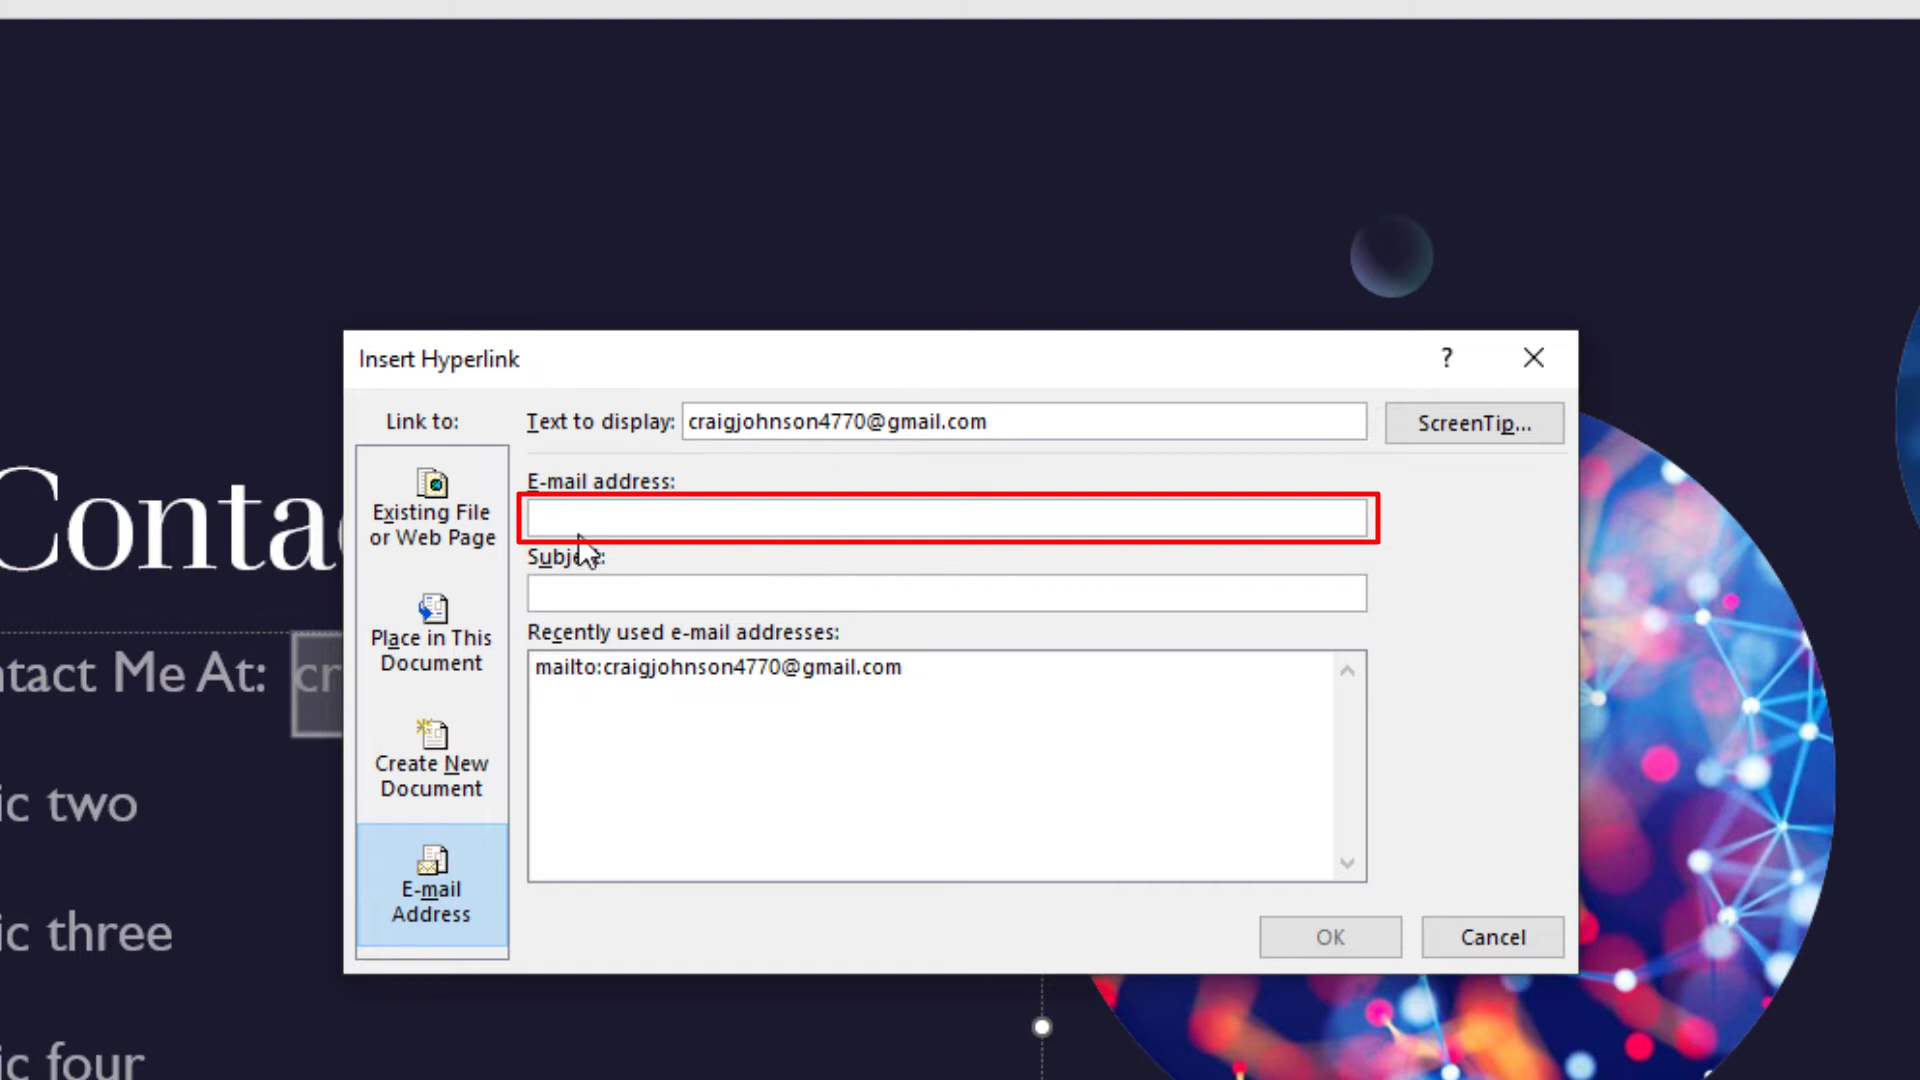 Insert Hyperlink
?
Link to:
Text to display: craigjohnson4770@gmail.com
ScreenTip...
E-mail address:
Existing File
or Web Page
Subject:
Place in This
Document
Recently used e-mail addresses:
mailto:craigjohnson4770@gmail.com
Create New
Document
E-mail
Address
OK
Cancel
Conta
ntact Me At: cr
ic two
ic three
ic four